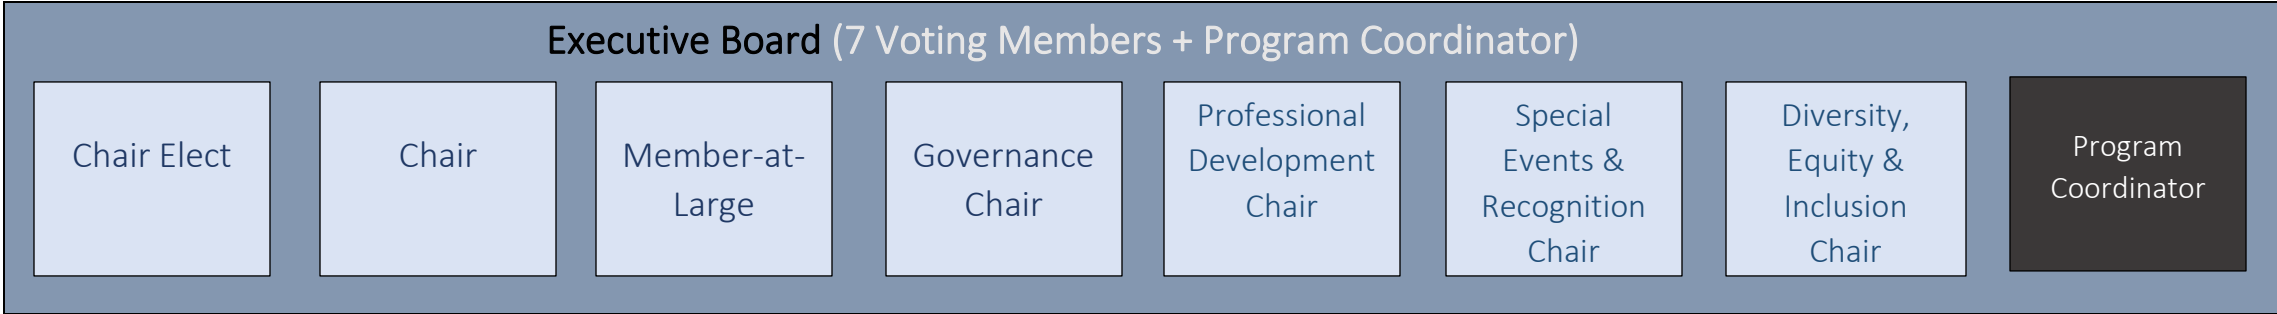 Executive Board (7 Voting Members + Program Coordinator)
Chair Elect
Chair
Member-at-
Large
Governance
Chair
Professional
Development
Chair
Special
Events &
Recognition
Chair
Diversity,
Equity &
Inclusion
Chair
Program
Coordinator